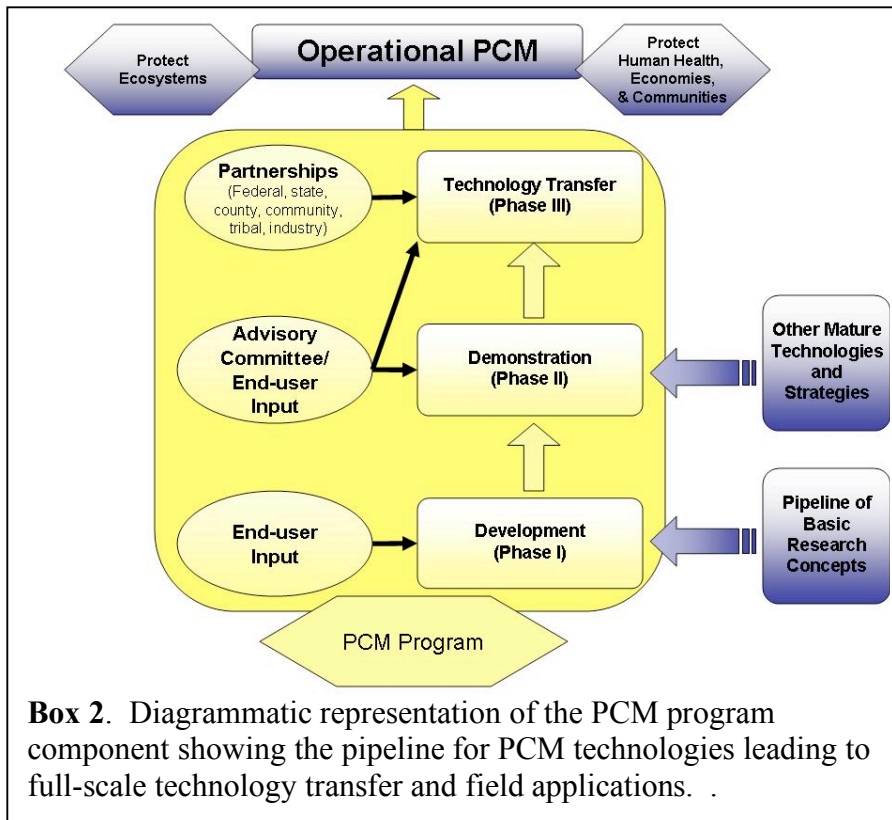 Operational PCM
Protect
Ecosystems
Protect
Human Health,
Economies,
& Communities
Partnerships
(Federal, state,
county, community,
tribal, industry)
Technology Transfer
(Phase III)
Advisory
Committee/
End-user
Input
Demonstration
(Phase II)
Other Mature
Technologies
and
Strategies
End-user
Input
Development
(Phase I)
Pipeline of
Basic
Research
Concepts
PCM Program
Box 2.  Diagrammatic representation of the PCM program
component showing the pipeline for PCM technologies leading to
full-scale technology transfer and field applications.  .